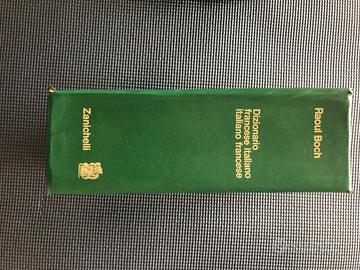 Raoul Boch
Dizionario
francese italiano
italiano francese
Zanichelli